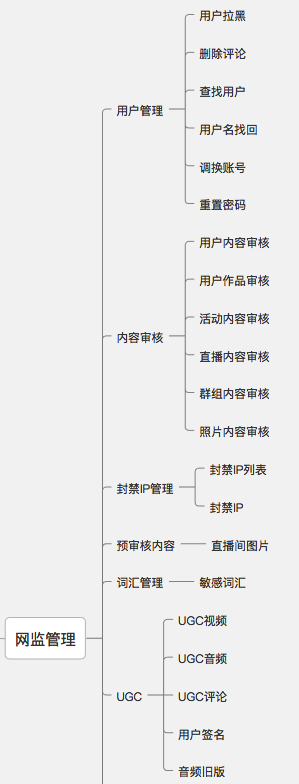 用户拉黑
删除评论
查找用户
用户管理
用户名找回
调换账号
重置密码
用户内容审核
用户作品审核
活动内容审核
内容审核
直播内容审核
群组内容审核
照片内容审核
封禁IP列表
封禁IP管理
封禁IP
预审核内容
直播间图片
词汇管理
敏感词汇
网监管理
UGC视频
UGC音频
UGC
UGC评论
用户签名
音频旧版